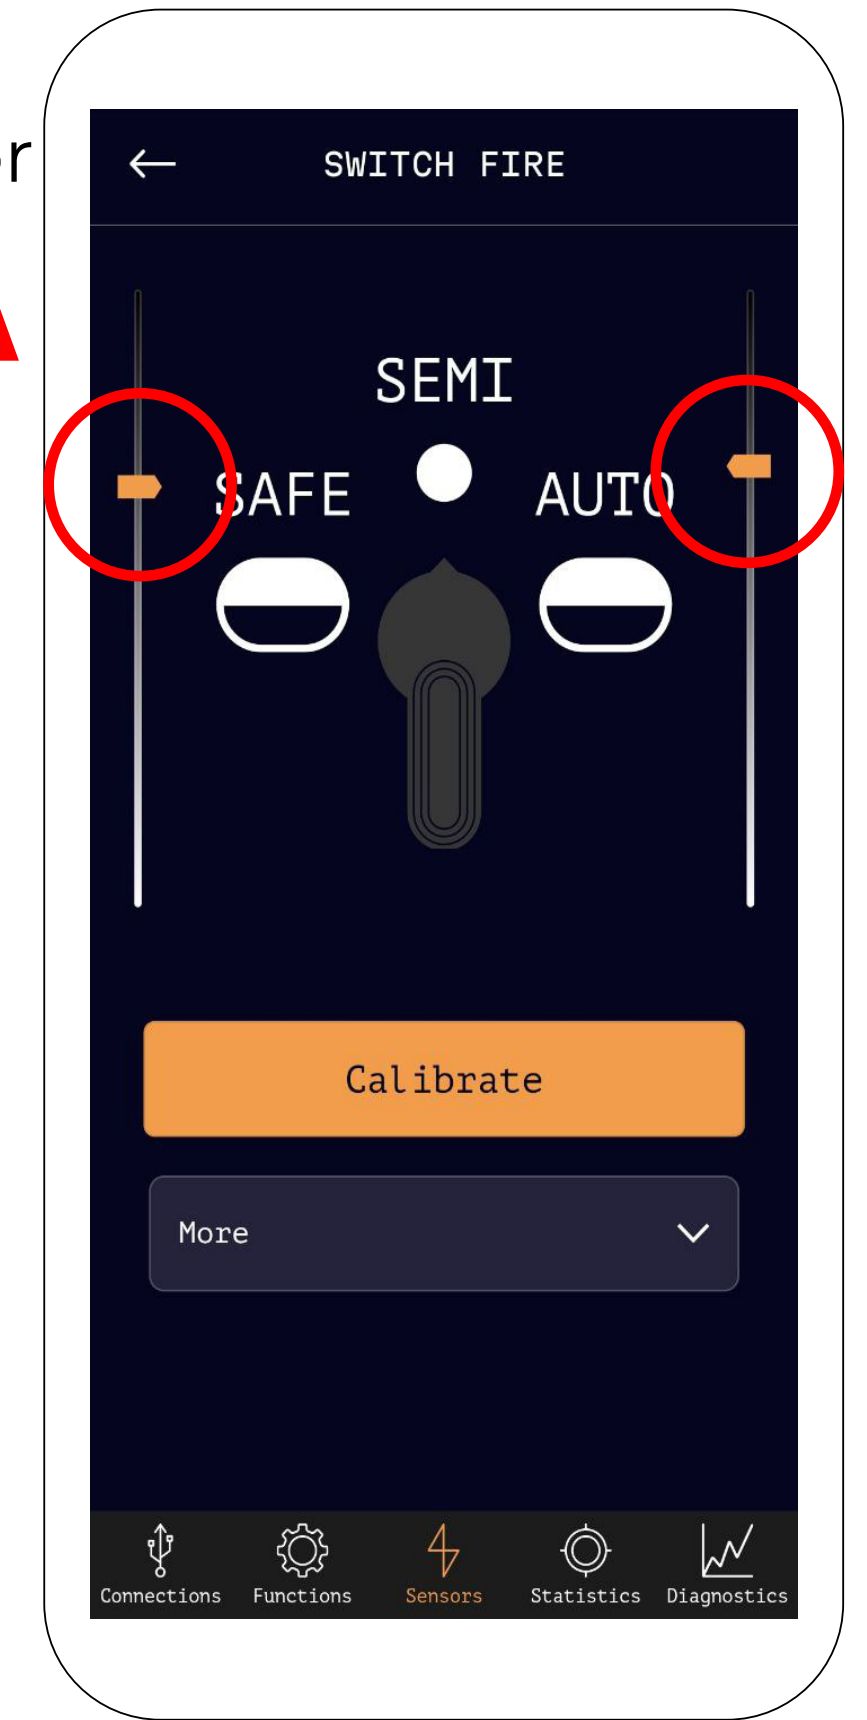 SWITCH FIRE
SEMI
SAFE
AUTO
Calibrate
More
Connections
Functions
Sensors
Statistics
Diagnostics